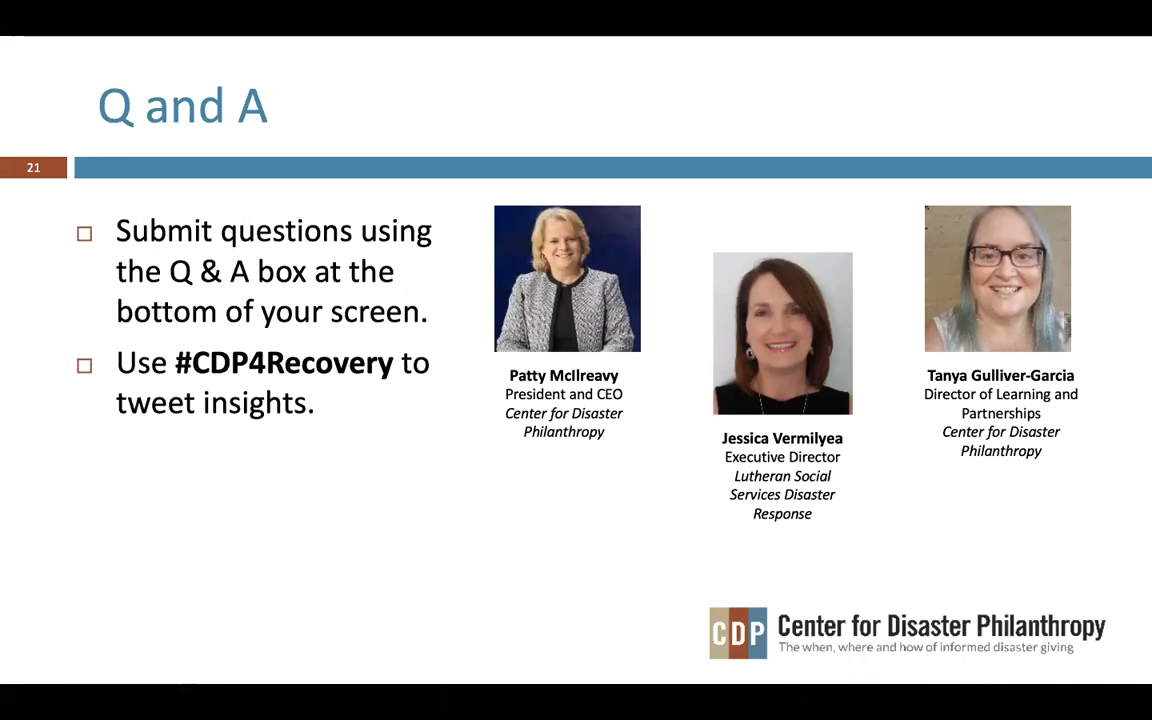 Q and A
21
Submit questions using
the Q & A box at the
bottom of your screen.
Use #CDP4Recovery to
tweet insights.
Patty McIlreavy
President and CEO
Center for Disaster
Philanthropy
Jessica Vermilyea
Executive Director
Lutheran Social
Services Disaster
Response
Tanya Gulliver-Garcia
Director of Learning and
Partnerships
Center for Disaster
Philanthropy
CDP
Center for Disaster Philanthropy
The when, where and how of informed disaster giving